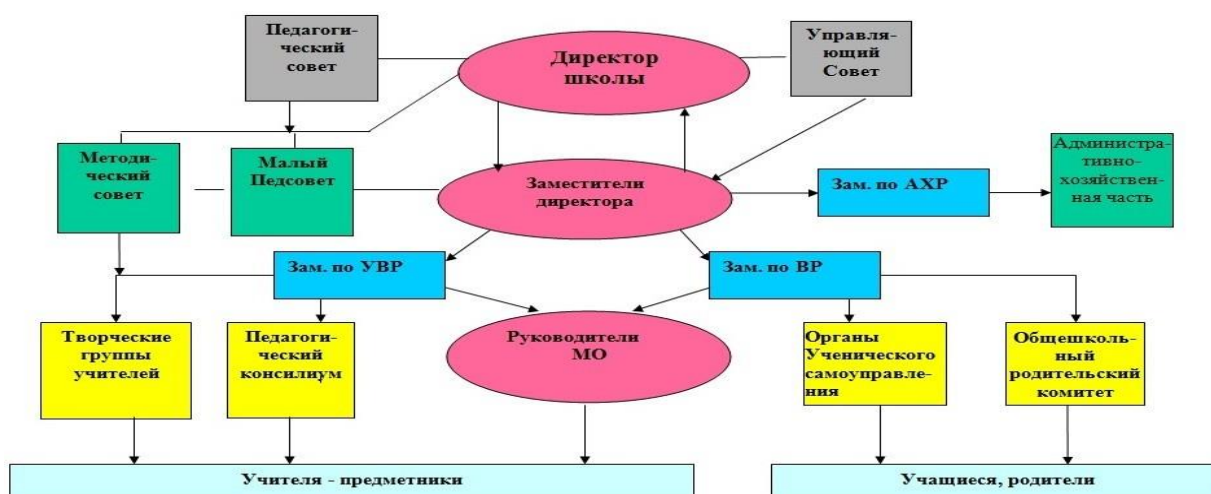 Педагоги-
ческий
совет
Директор
школы
Управля-
ющий
Совет
Методи-
ческий
совет
Малый
Педсовет
Заместители
директора
Зам. по АХР
Администра-
тивно-
хозяйствен-
ная часть
Зам. по УВР
Зам. по ВР
Творческие
группы
учителей
Педагоги-
ческий
консилиум
Руководители
МО
Органы
Ученического
самоуправле-
ния
Общешколь-
ный
родительский
комитет
Учителя - предметники
Учащиеся, родители